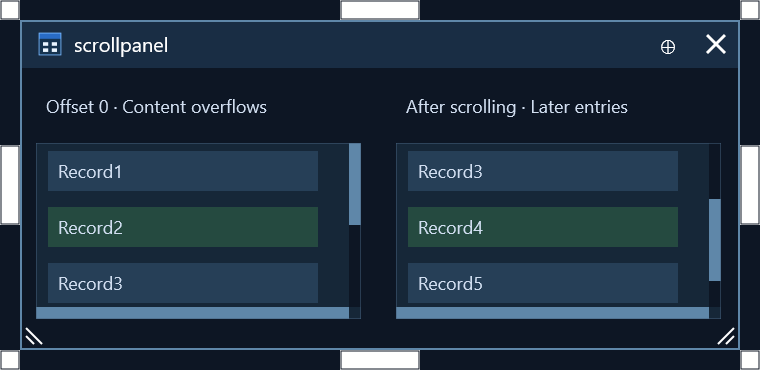 scrollpanel
Offset 0 · Content overflows
Record1
Record2
Record3
After scrolling · Later entries
Record3
Record4
Record5